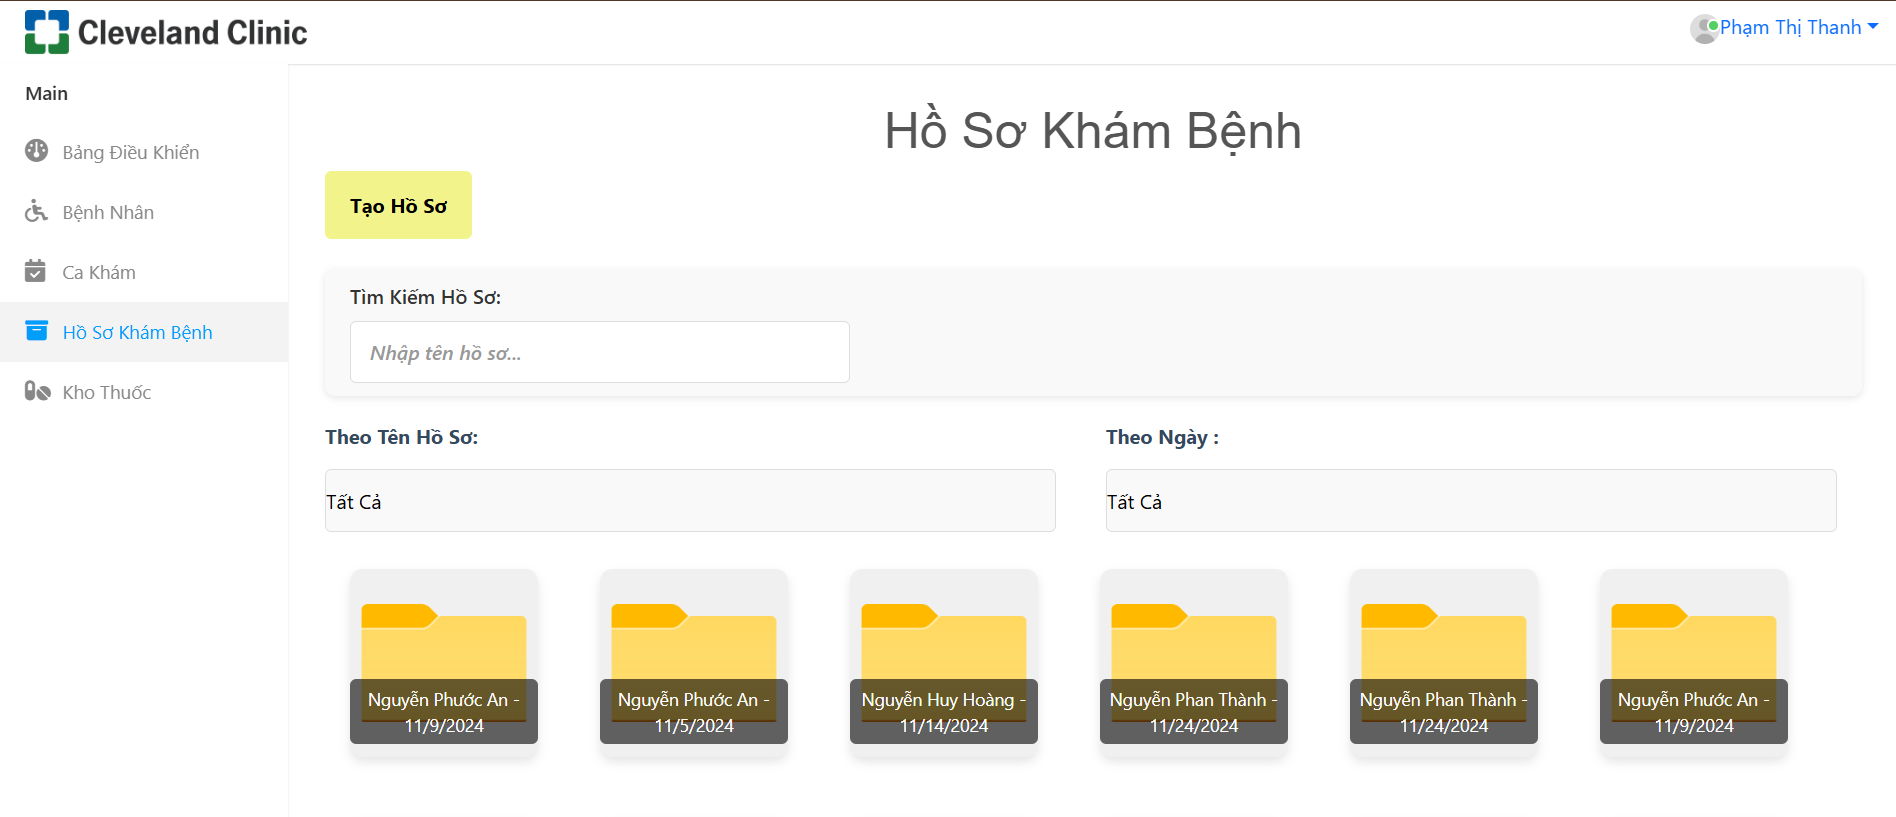 Cleveland Clinic
Phạm Thị Thanh
Main
Bảng Điều Khiển
Bệnh Nhân
Ca Khám
Hồ Sơ Khám Bệnh
Kho Thuốc
Hồ Sơ Khám Bệnh
Tạo Hồ Sơ
Tìm Kiếm Hồ Sơ:
Nhập tên hồ sơ...
Theo Tên Hồ Sơ:
Tất Cả
Theo Ngày :
Tất Cả
Nguyễn Phước An -
11/9/2024
Nguyễn Phước An -
11/5/2024
Nguyễn Huy Hoàng -
11/14/2024
Nguyễn Phan Thành -
11/24/2024
Nguyễn Phan Thành -
11/24/2024
Nguyễn Phước An -
11/9/2024